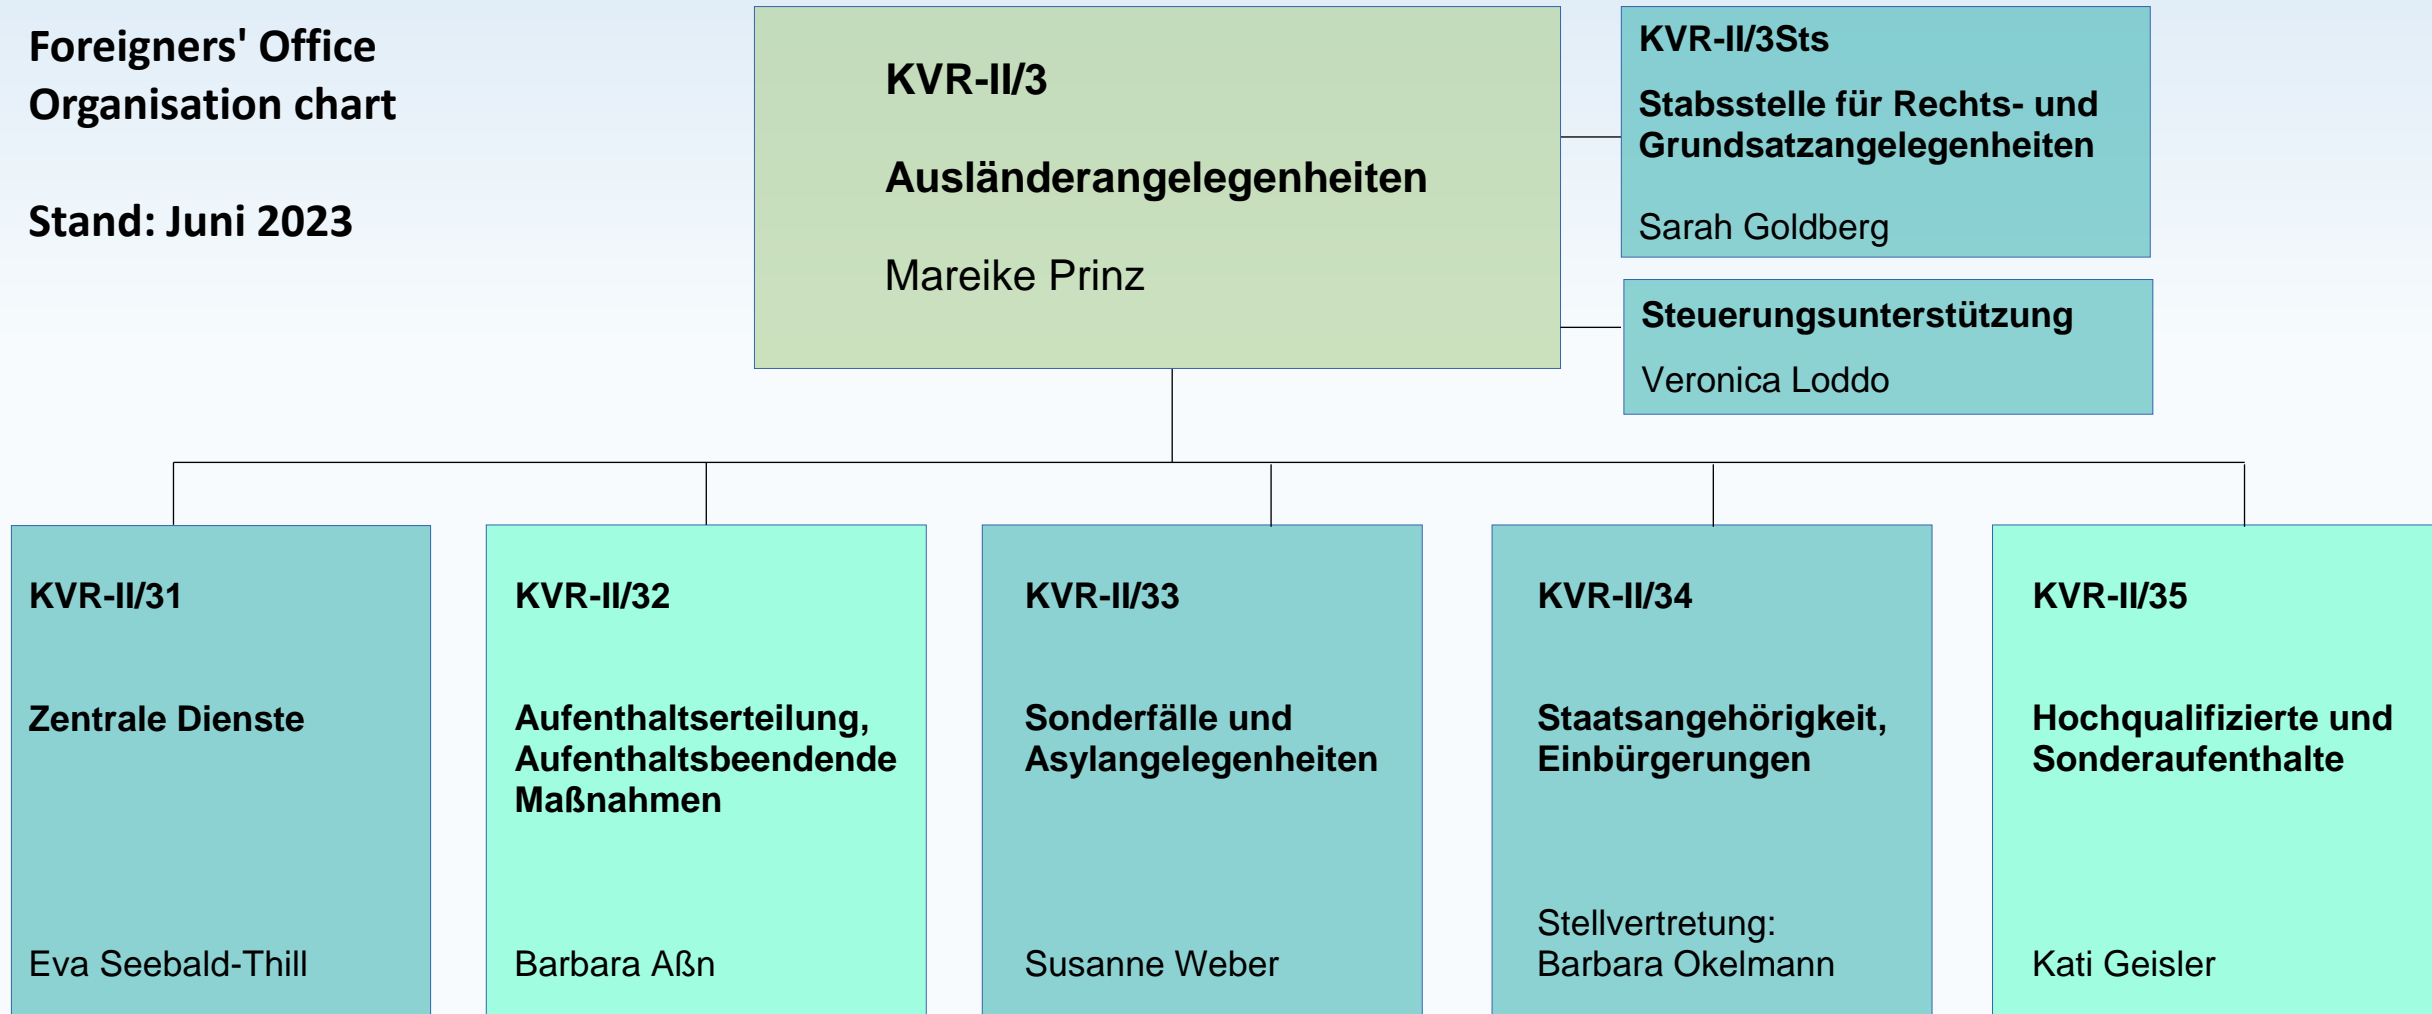 Foreigners' Office
Organisation chart
Stand: Juni 2023
KVR-II/3
Ausländerangelegenheiten
Mareike Prinz
KVR-II/3Sts
Stabsstelle für Rechts- und
Grundsatzangelegenheiten
Sarah Goldberg
Steuerungsunterstützung
Veronica Loddo
KVR-II/31
Zentrale Dienste
Eva Seebald-Thill
KVR-II/32
Aufenthaltserteilung,
Aufenthaltsbeendende
Maßnahmen
Barbara Aßn
KVR-II/33
Sonderfälle und
Asylangelegenheiten
Susanne Weber
KVR-II/34
Staatsangehörigkeit,
Einbürgerungen
Stellvertretung:
Barbara Okelmann
KVR-II/35
Hochqualifizierte und
Sonderaufenthalte
Kati Geisler